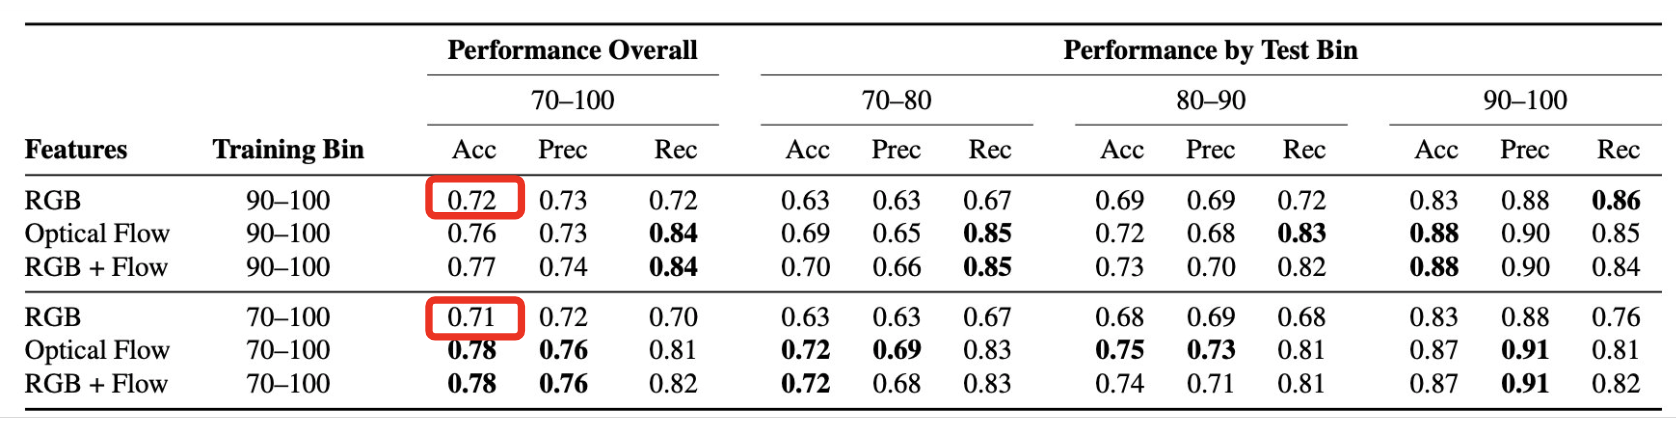 Performance Overall Performance by Test Bin
70–100 70–80 80–90 90–100
Features Training Bin Acc Prec Rec Acc Prec Rec Acc Prec Rec Acc Prec Rec
RGB 90–100 0.72 0.73 0.72 0.63 0.63 0.67 0.69 0.69 0.72 0.83 0.88 0.86
Optical Flow 90–100 0.76 0.73 0.84 0.69 0.65 0.85 0.72 0.68 0.83 0.88 0.90 0.85
RGB + Flow 90–100 0.77 0.74 0.84 0.70 0.66 0.85 0.73 0.70 0.82 0.88 0.90 0.84
RGB 70–100 0.71 0.72 0.70 0.63 0.63 0.67 0.68 0.69 0.68 0.83 0.88 0.76
Optical Flow 70–100 0.78 0.76 0.81 0.72 0.69 0.83 0.75 0.73 0.81 0.87 0.91 0.81
RGB + Flow 70–100 0.78 0.76 0.82 0.72 0.68 0.83 0.74 0.71 0.81 0.87 0.91 0.82